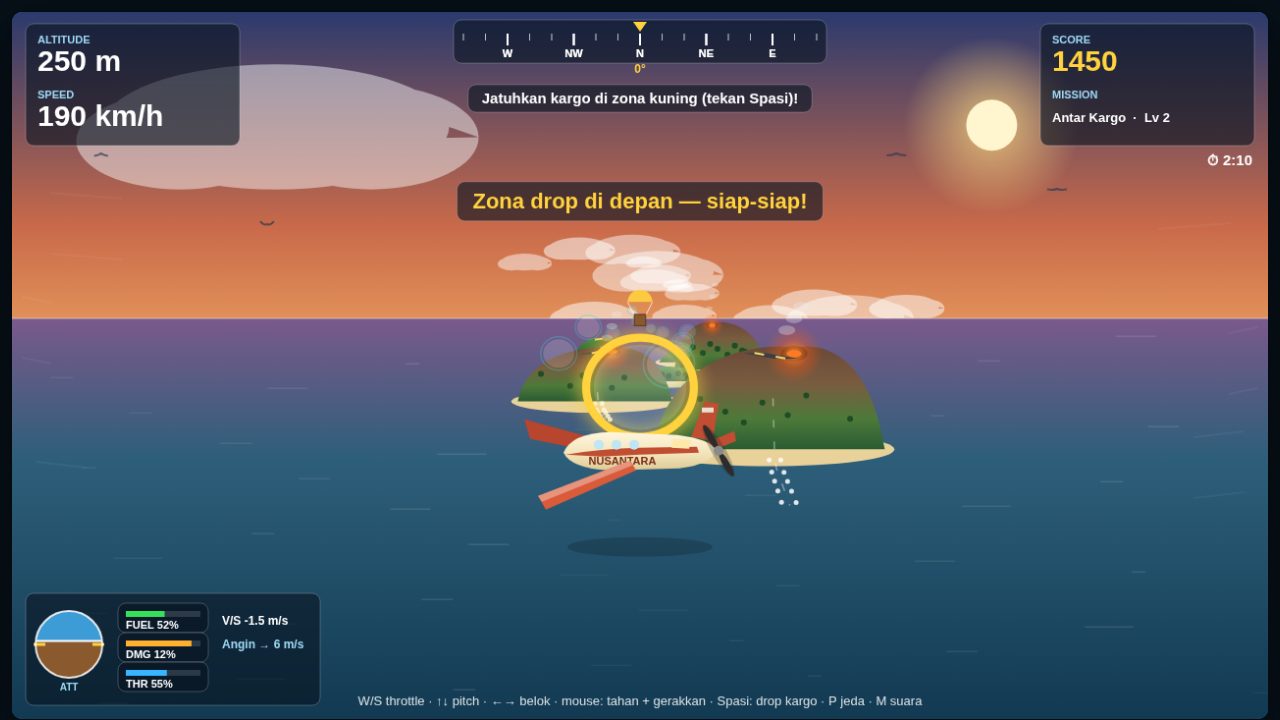 ALTITUDE
250 m
SPEED
190 km/h
W NW N NE E
0°
Jatuhkan kargo di zona kuning (tekan Spasi)!
SCORE
1450
MISSION
Antar Kargo · Lv 2
⏱ 2:10
Zona drop di depan — siap-siap!
NUSANTARA
ATT
FUEL 52%
DMG 12%
THR 55%
V/S -1.5 m/s
Angin → 6 m/s
W/S throttle · ↑↓ pitch · ←→ belok · mouse: tahan + gerakkan · Spasi: drop kargo · P jeda · M suara